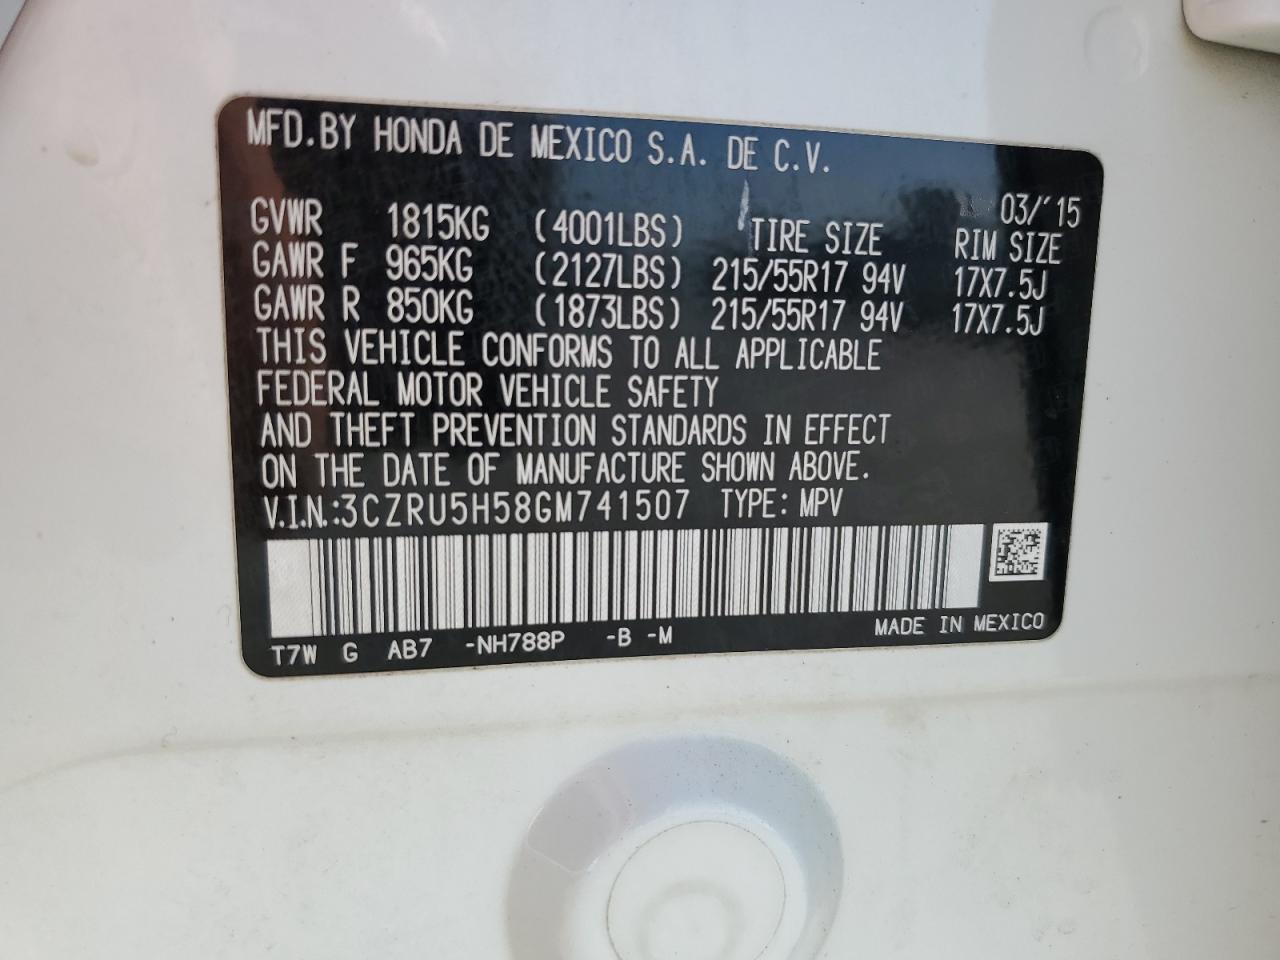 MFD.BY HONDA DE MEXICO S.A. DE C.V.
03/'15
GVWR 1815KG (4001LBS) TIRE SIZE RIM SIZE
GAWR F 965KG (2127LBS) 215/55R17 94V 17X7.5J
GAWR R 850KG (1873LBS) 215/55R17 94V 17X7.5J
THIS VEHICLE CONFORMS TO ALL APPLICABLE
FEDERAL MOTOR VEHICLE SAFETY
AND THEFT PREVENTION STANDARDS IN EFFECT
ON THE DATE OF MANUFACTURE SHOWN ABOVE.
V.I.N.:3CZRU5H58GM741507 TYPE: MPV
T7W G AB7 -NH788P -B -M MADE IN MEXICO